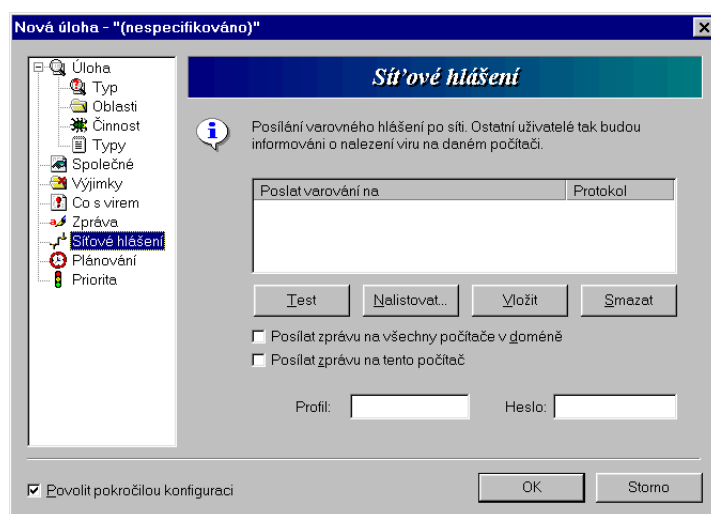 Nová úloha - "(nespecifikováno)"
Úloha
Typ
Oblasti
Činnost
Typy
Společné
Výjimky
Co s virem
Zpráva
Síťové hlášení
Plánování
Priorita
Síťové hlášení
Posílání varovného hlášení po síti. Ostatní uživatelé tak budou
informováni o nalezení viru na daném počítači.
Poslat varování na Protokol
Test Nalistovat... Vložit Smazat
Posílat zprávu na všechny počítače v doméně
Posílat zprávu na tento počítač
Profil: Heslo:
Povolit pokročilou konfiguraci OK Storno